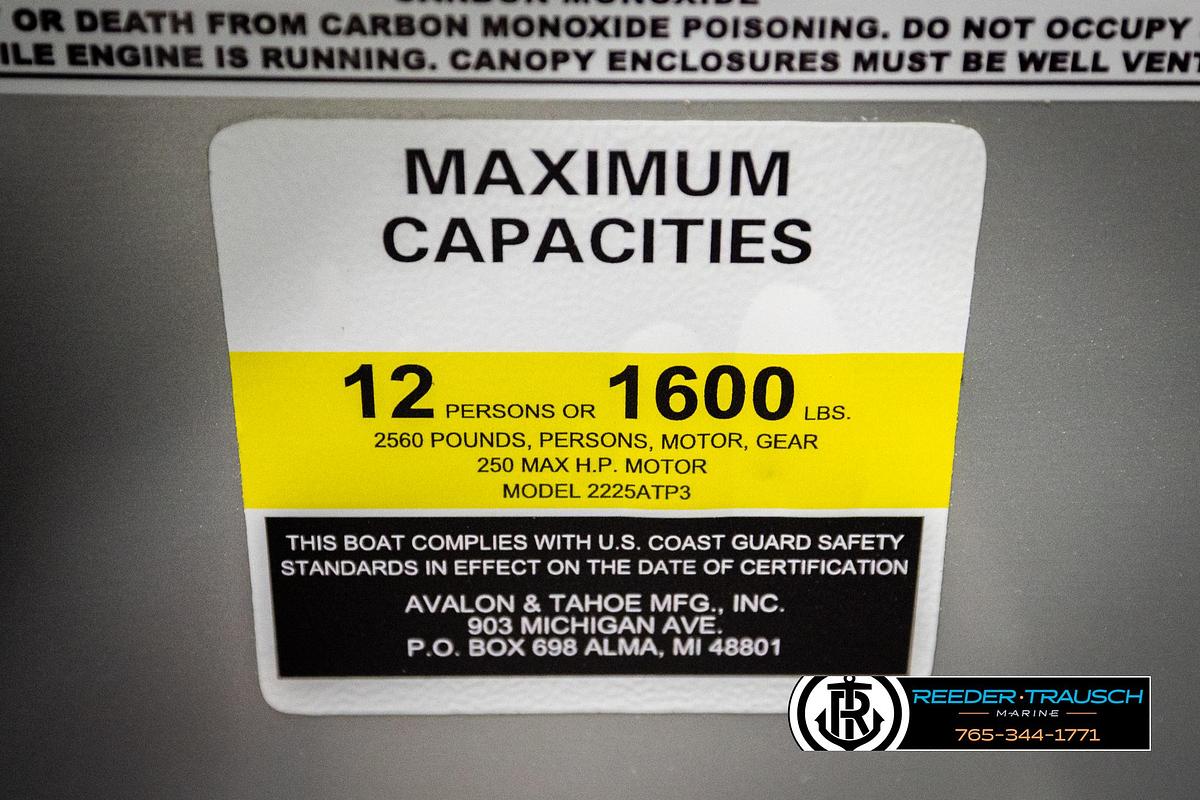 CARBON MONOXIDE
OR DEATH FROM CARBON MONOXIDE POISONING. DO NOT OCCUPY
ENGINE IS RUNNING. CANOPY ENCLOSURES MUST BE WELL
MAXIMUM
CAPACITIES
12 PERSONS OR 1600 LBS.
2560 POUNDS, PERSONS, MOTOR, GEAR
250 MAX H.P. MOTOR
MODEL 2225ATP3
THIS BOAT COMPLIES WITH U.S. COAST GUARD SAFETY
STANDARDS IN EFFECT ON THE DATE OF CERTIFICATION
AVALON & TAHOE MFG., INC.
903 MICHIGAN AVE.
P.O. BOX 698 ALMA, MI 48801
TR
REEDER·TRAUSCH
MARINE
765-344-1771